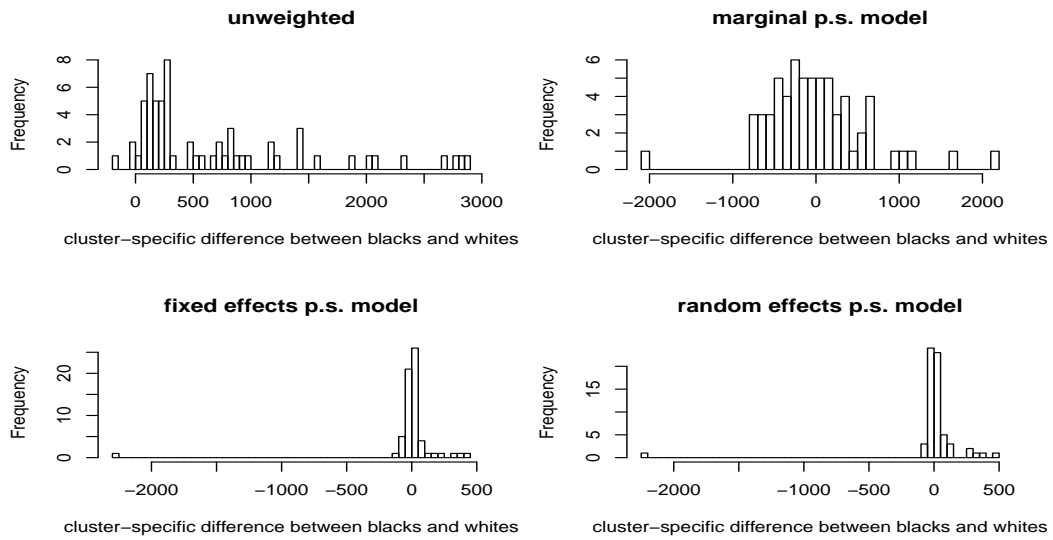 unweighted
Frequency
0 2 4 6 8
0 500 1000 2000 3000
cluster−specific difference between blacks and whites
marginal p.s. model
Frequency
0 2 4 6
−2000 −1000 0 1000 2000
cluster−specific difference between blacks and whites
fixed effects p.s. model
Frequency
0 10 20
−2000 −1000 −500 0 500
cluster−specific difference between blacks and whites
random effects p.s. model
Frequency
0 5 15
−2000 −1000 −500 0 500
cluster−specific difference between blacks and whites